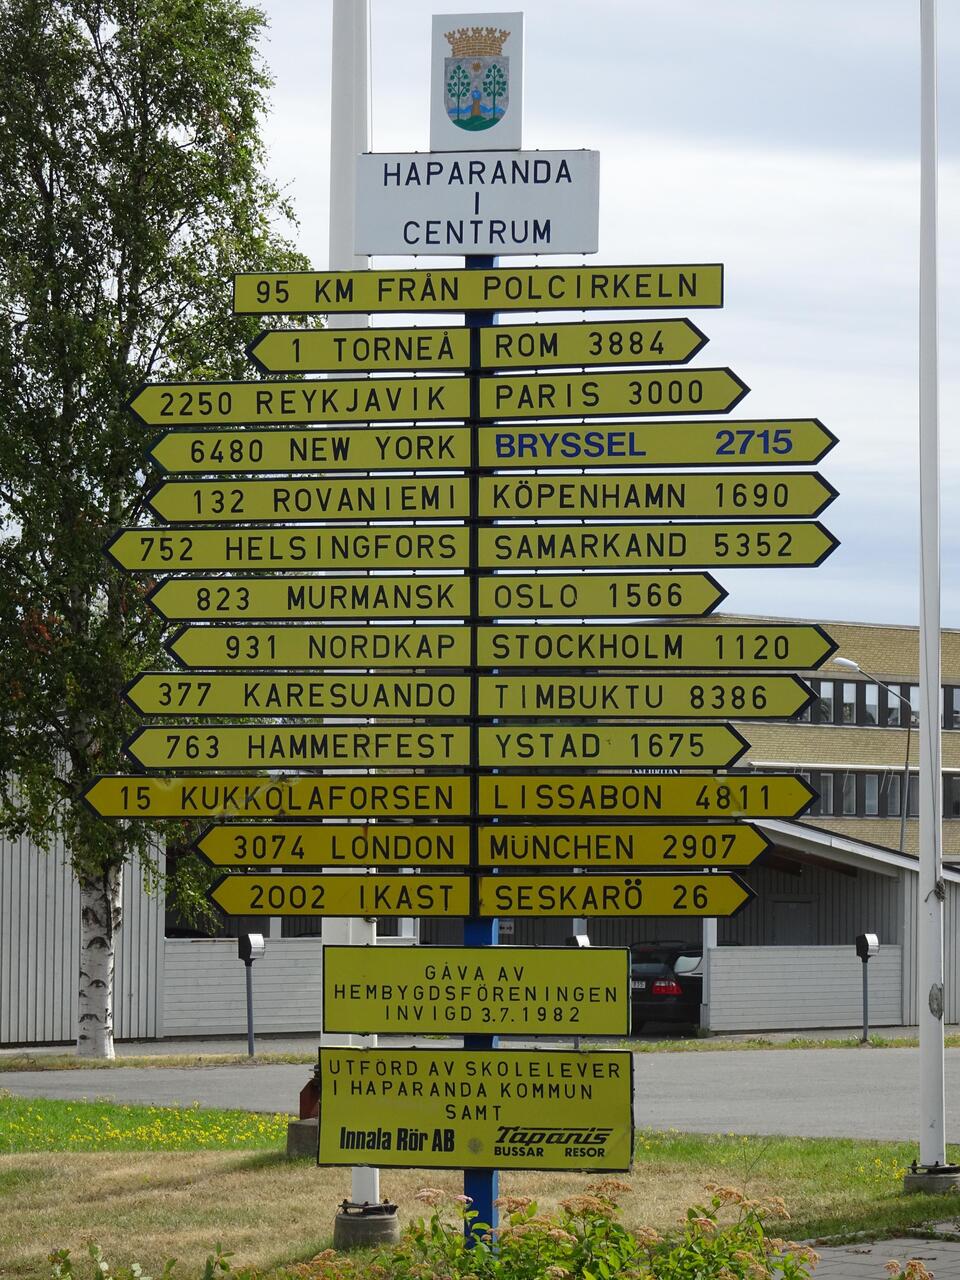 HAPARANDA
I
CENTRUM
95 KM FRÅN POLCIRKELN
1 TORNEÅ
ROM 3884
2250 REYKJAVIK
PARIS 3000
6480 NEW YORK
BRYSSEL 2715
132 ROVANIEMI
KÖPENHAMN 1690
752 HELSINGFORS
SAMARKAND 5352
823 MURMANSK
OSLO 1566
931 NORDKAP
STOCKHOLM 1120
377 KARESUANDO
TIMBUKTU 8386
763 HAMMERFEST
YSTAD 1675
15 KUKKOLAFORSEN
LISSABON 4811
3074 LONDON
MÜNCHEN 2907
2002 IKAST
SESKARÖ 26
GÅVA AV
HEMBYGDSFÖRENINGEN
INVIGD 3.7.1982
UTFÖRD AV SKOLELEVER
I HAPARANDA KOMMUN
SAMT
Innala Rör AB
Tapanis
BUSSAR RESOR